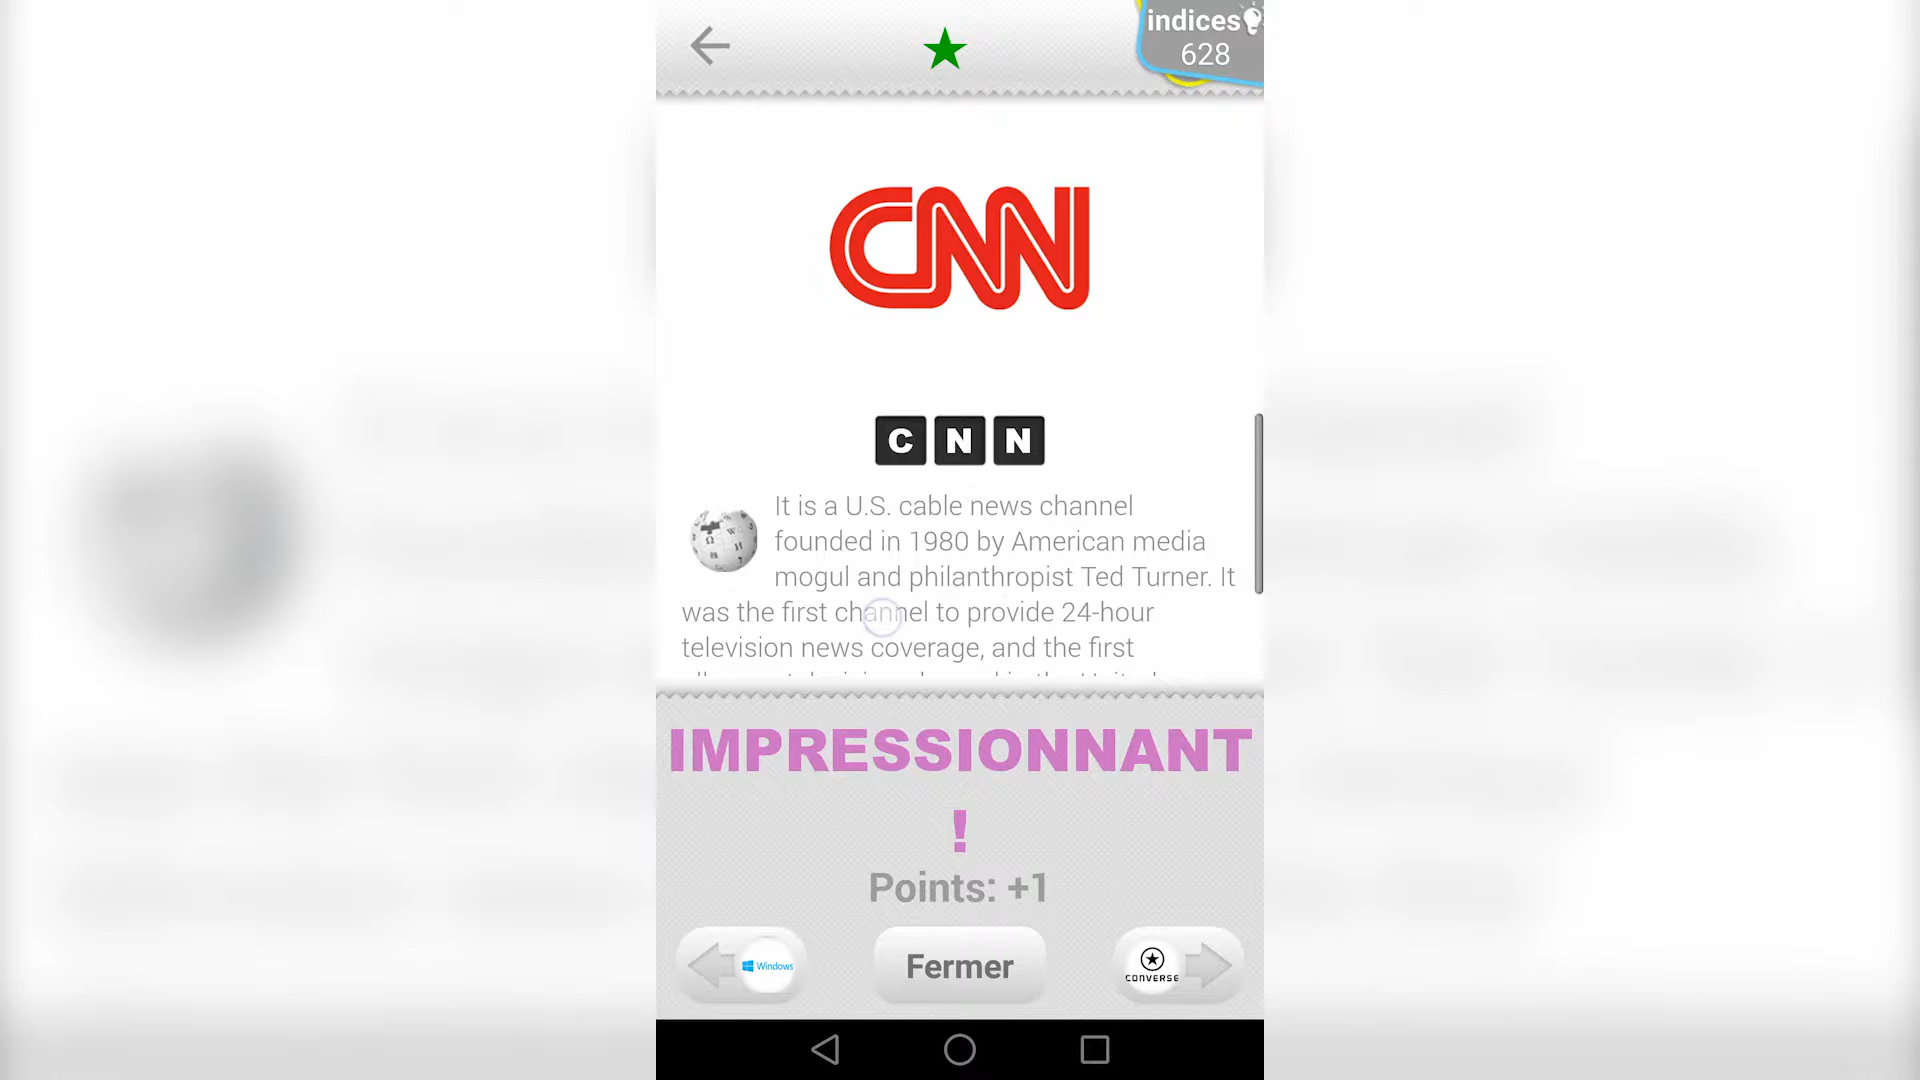 indices
628
CNN
C N N
It is a U.S. cable news channel
founded in 1980 by American media
mogul and philanthropist Ted Turner. It
was the first channel to provide 24-hour
television news coverage, and the first
IMPRESSIONNANT
!
Points: +1
Windows
Fermer
CONVERSE